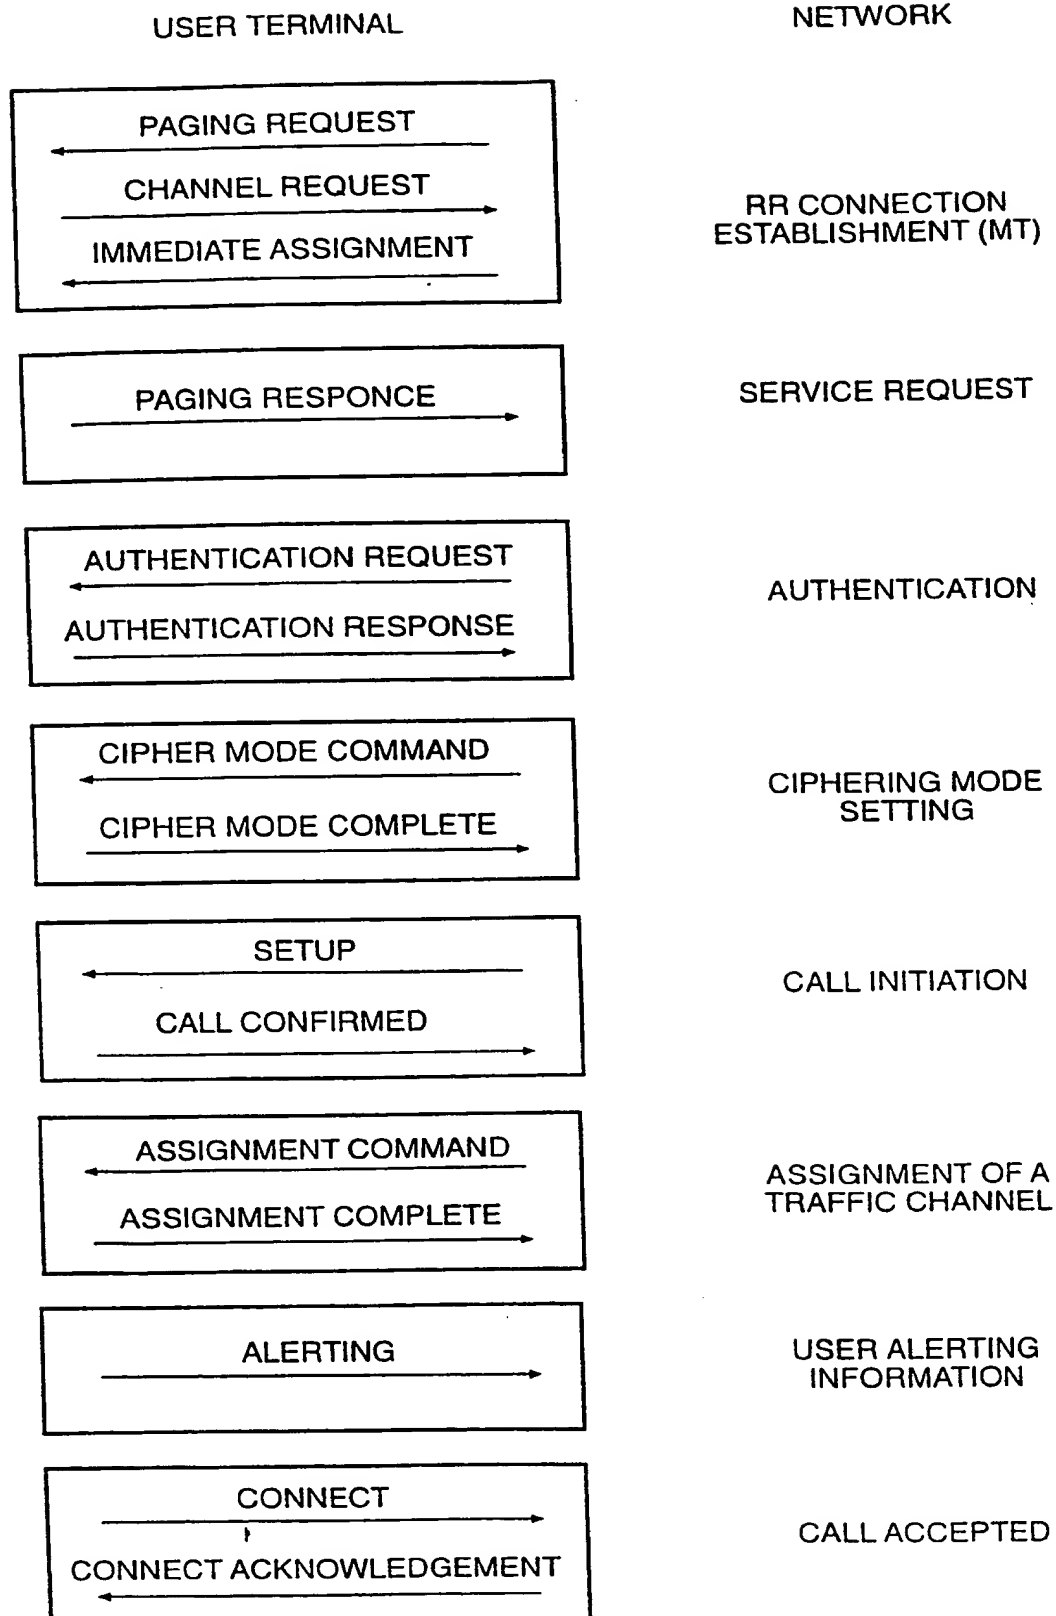 USER TERMINAL
NETWORK
PAGING REQUEST
CHANNEL REQUEST
IMMEDIATE ASSIGNMENT
RR CONNECTION
ESTABLISHMENT (MT)
PAGING RESPONCE
SERVICE REQUEST
AUTHENTICATION REQUEST
AUTHENTICATION RESPONSE
AUTHENTICATION
CIPHER MODE COMMAND
CIPHER MODE COMPLETE
CIPHERING MODE
SETTING
SETUP
CALL CONFIRMED
CALL INITIATION
ASSIGNMENT COMMAND
ASSIGNMENT COMPLETE
ASSIGNMENT OF A
TRAFFIC CHANNEL
ALERTING
USER ALERTING
INFORMATION
CONNECT
CONNECT ACKNOWLEDGEMENT
CALL ACCEPTED